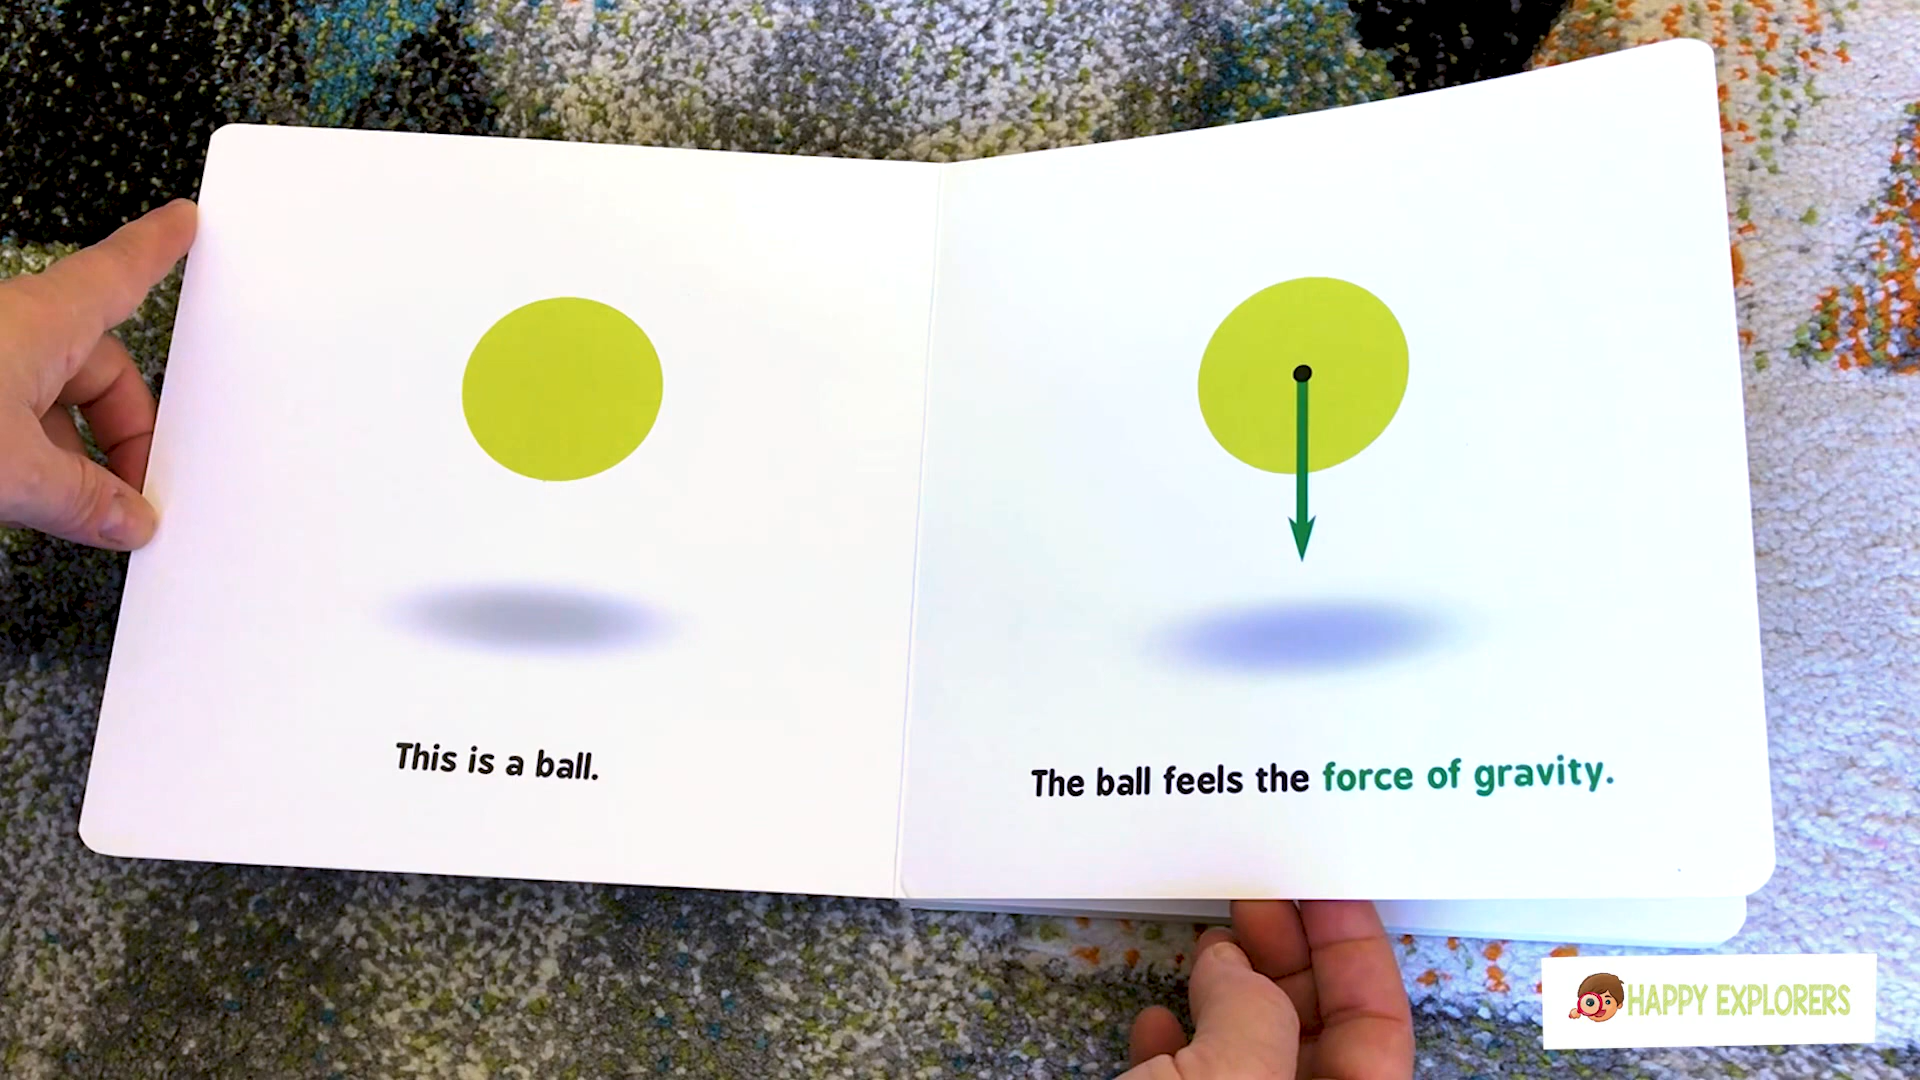 This is a ball.
The ball feels the force of gravity.
HAPPY EXPLORERS